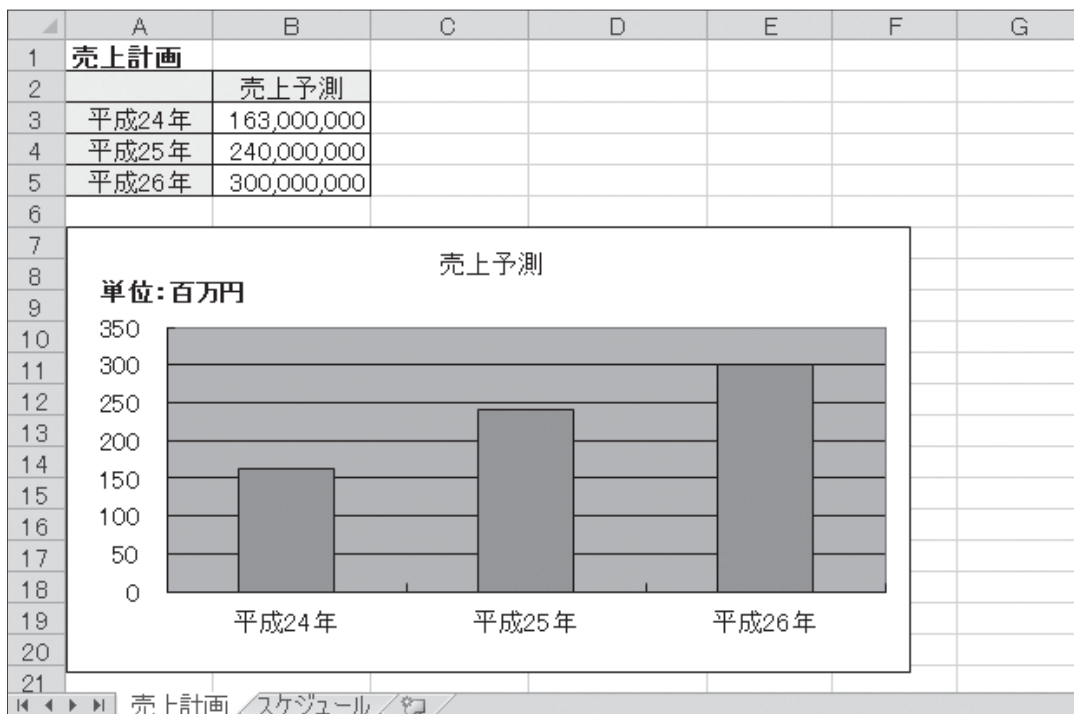 A B C D E F G
1 売上計画
2 売上予測
3 平成24年 163,000,000
4 平成25年 240,000,000
5 平成26年 300,000,000
6
7
8 売上予測
9 単位:百万円
10 350
11 300
12 250
13 200
14 150
15 100
16 50
17
18 0
19 平成24年 平成25年 平成26年
20
21
売上計画 スケジュール